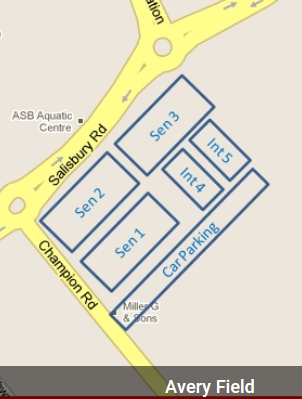 ation
ASB Aquatic
Centre
Salisbury Rd
Sen 3
Int 5
Int 4
Sen 2
Sen 1
Car Parking
Champion Rd
Miller G
& Sons
Avery Field